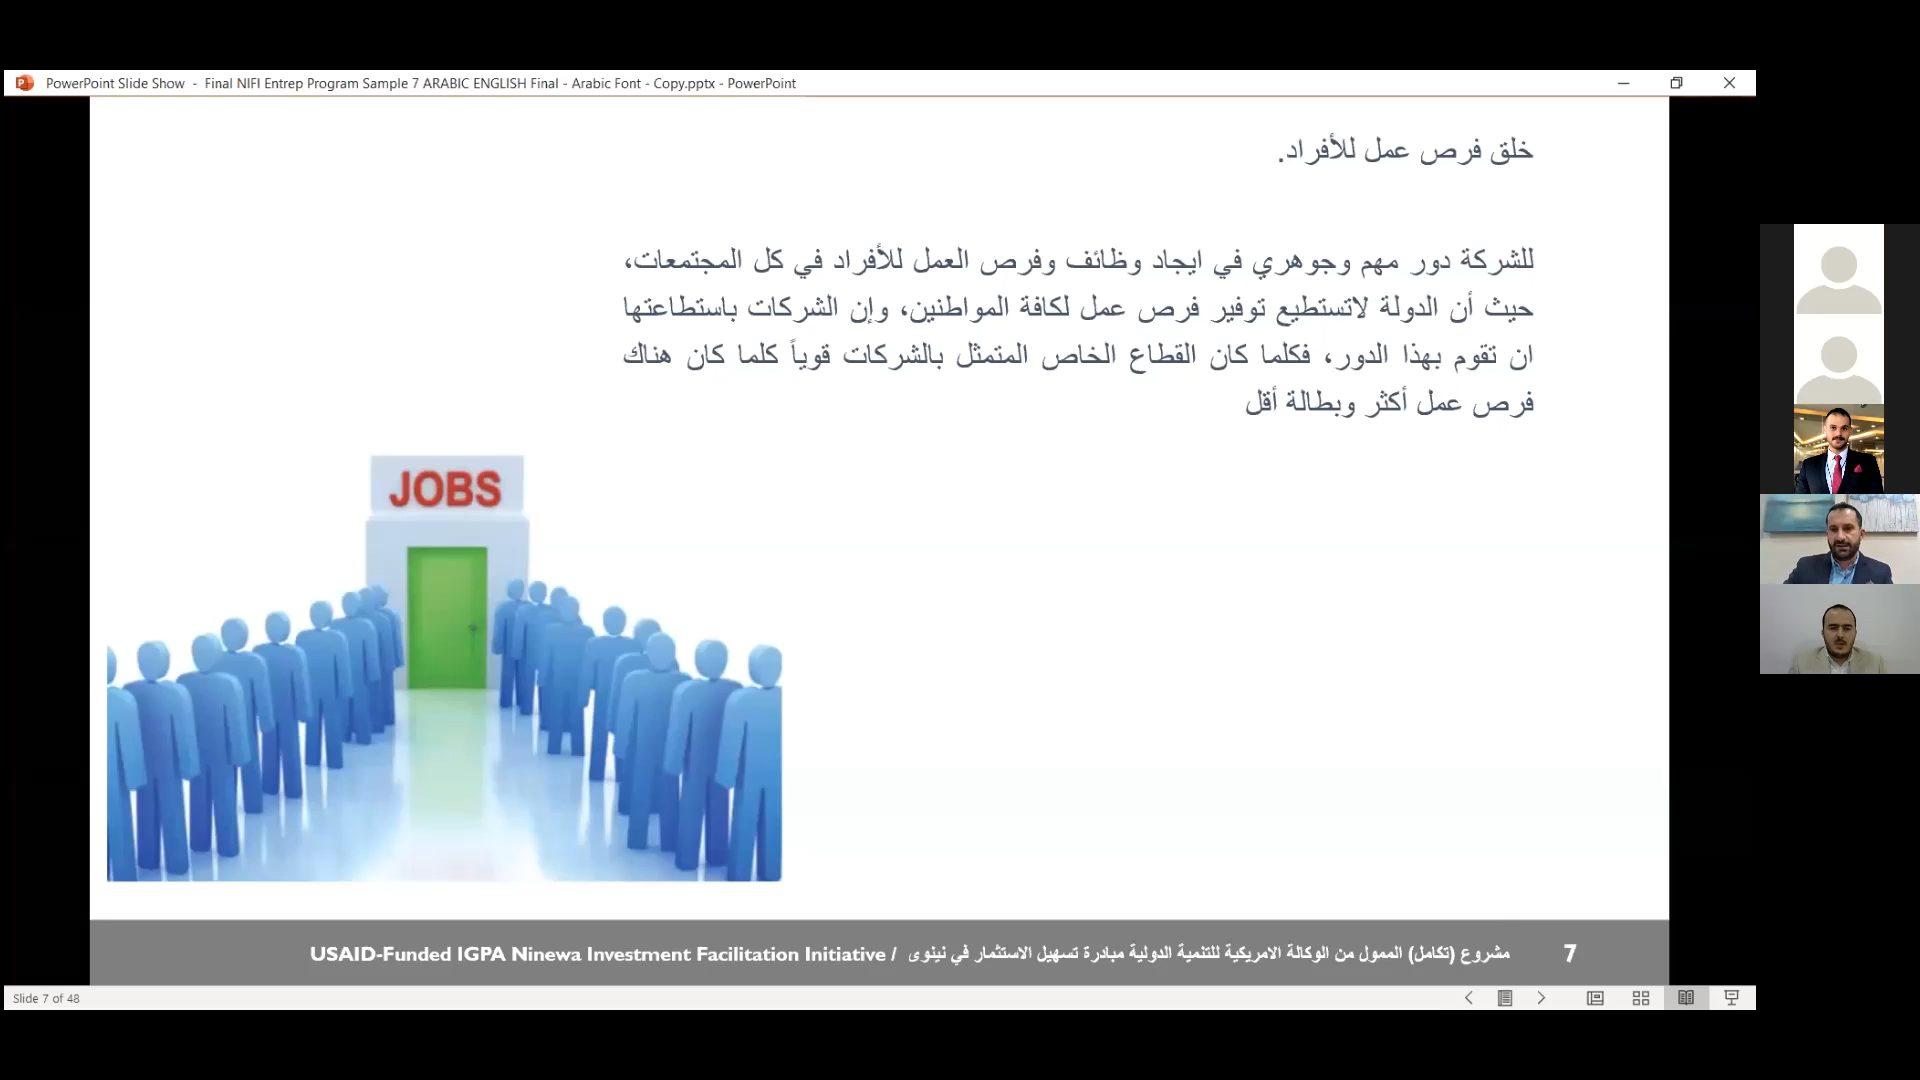 PowerPoint Slide Show - Final NIFI Entrep Program Sample 7 ARABIC ENGLISH Final - Arabic Font - Copy.pptx - PowerPoint
خلق فرص عمل للأفراد.
للشركة دور مهم وجوهري في ايجاد وظائف وفرص العمل للأفراد في كل المجتمعات،
حيث أن الدولة لاتستطيع توفير فرص عمل لكافة المواطنين، وإن الشركات باستطاعتها
ان تقوم بهذا الدور، فكلما كان القطاع الخاص المتمثل بالشركات قوياً كلما كان هناك
فرص عمل أكثر وبطالة أقل
JOBS
مشروع (تكامل) الممول من الوكالة الامريكية للتنمية الدولية مبادرة تسهيل الاستثمار في نينوى / USAID-Funded IGPA Ninewa Investment Facilitation Initiative
7
Slide 7 of 48